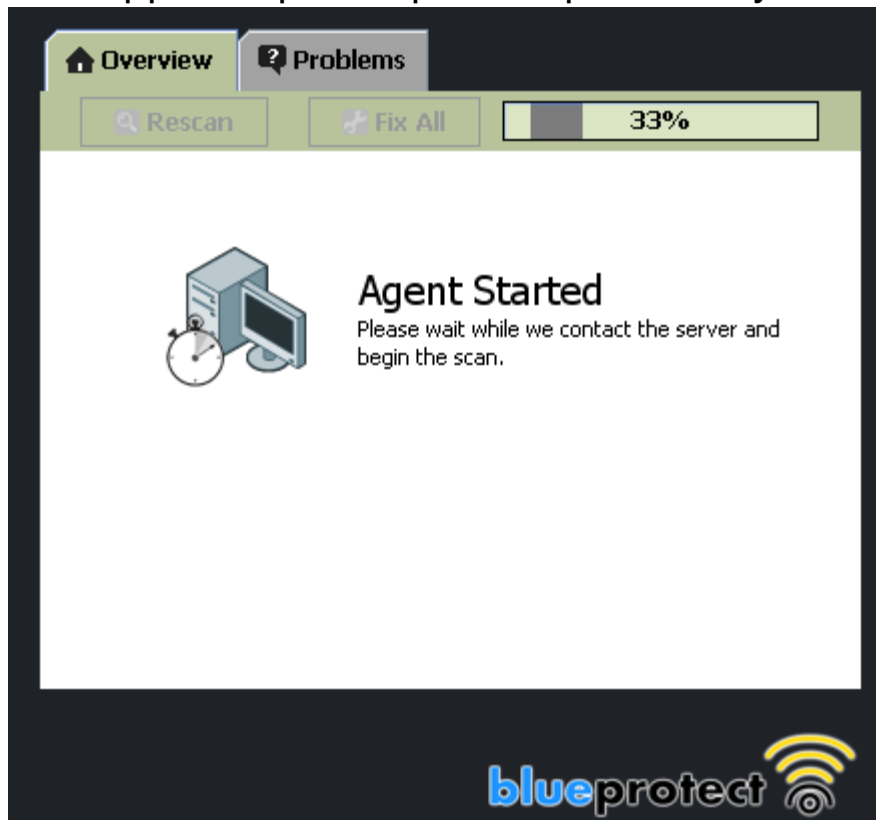 Overview
Problems
Rescan
Fix All
33%
Agent Started
Please wait while we contact the server and
begin the scan.
blueprotect